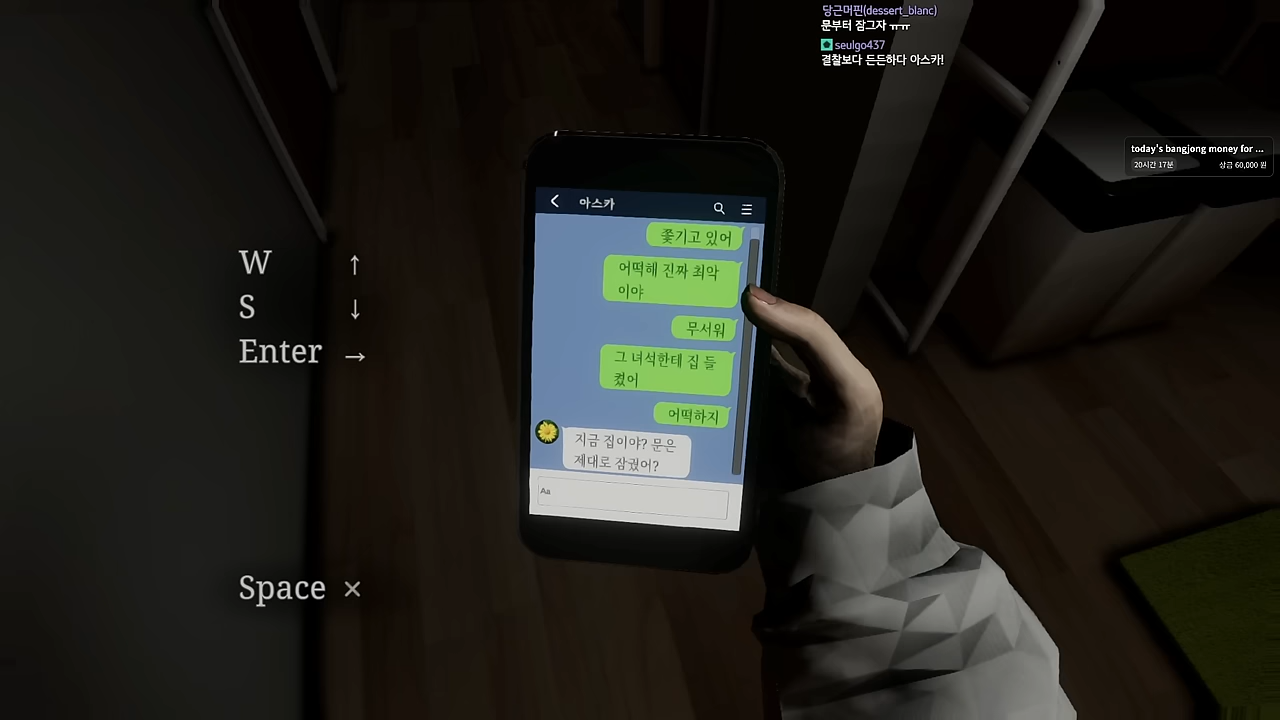 당근머핀(dessert_blanc)
문부터 잠그자 ㅠㅠ
seulgo437
결찰보다 든든하다 아스카!
today's bangjong money for ...
20시간 17분 상금 60,000 원
아스카
쫓기고 있어
어떡해 진짜 최악
이야
무서워
그 녀석한테 집 들
켰어
어떡하지
지금 집이야? 문은
제대로 잠궜어?
Aa
W ↑
S ↓
Enter →
Space ×